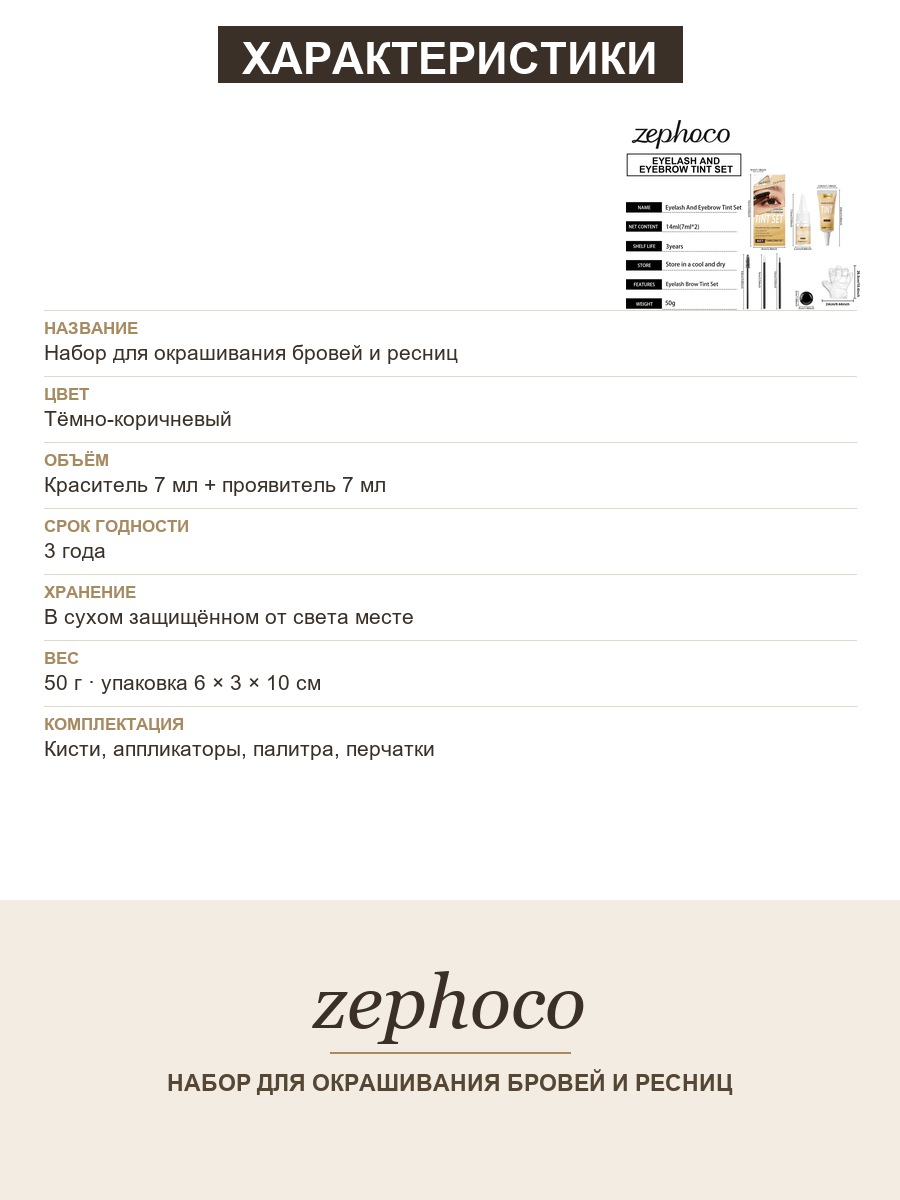 ХАРАКТЕРИСТИКИ
zephoco
EYELASH AND
EYEBROW TINT SET
NAME Eyelash And Eyebrow Tint Set
NET CONTENT 14ml(7ml*2)
SHELF LIFE 3years
STORE Store in a cool and dry
FEATURES Eyelash Brow Tint Set
WEIGHT 50g
TINT SET
TINT
НАЗВАНИЕ
Набор для окрашивания бровей и ресниц
ЦВЕТ
Тёмно-коричневый
ОБЪЁМ
Краситель 7 мл + проявитель 7 мл
СРОК ГОДНОСТИ
3 года
ХРАНЕНИЕ
В сухом защищённом от света месте
ВЕС
50 г · упаковка 6 × 3 × 10 см
КОМПЛЕКТАЦИЯ
Кисти, аппликаторы, палитра, перчатки
zephoco
НАБОР ДЛЯ ОКРАШИВАНИЯ БРОВЕЙ И РЕСНИЦ